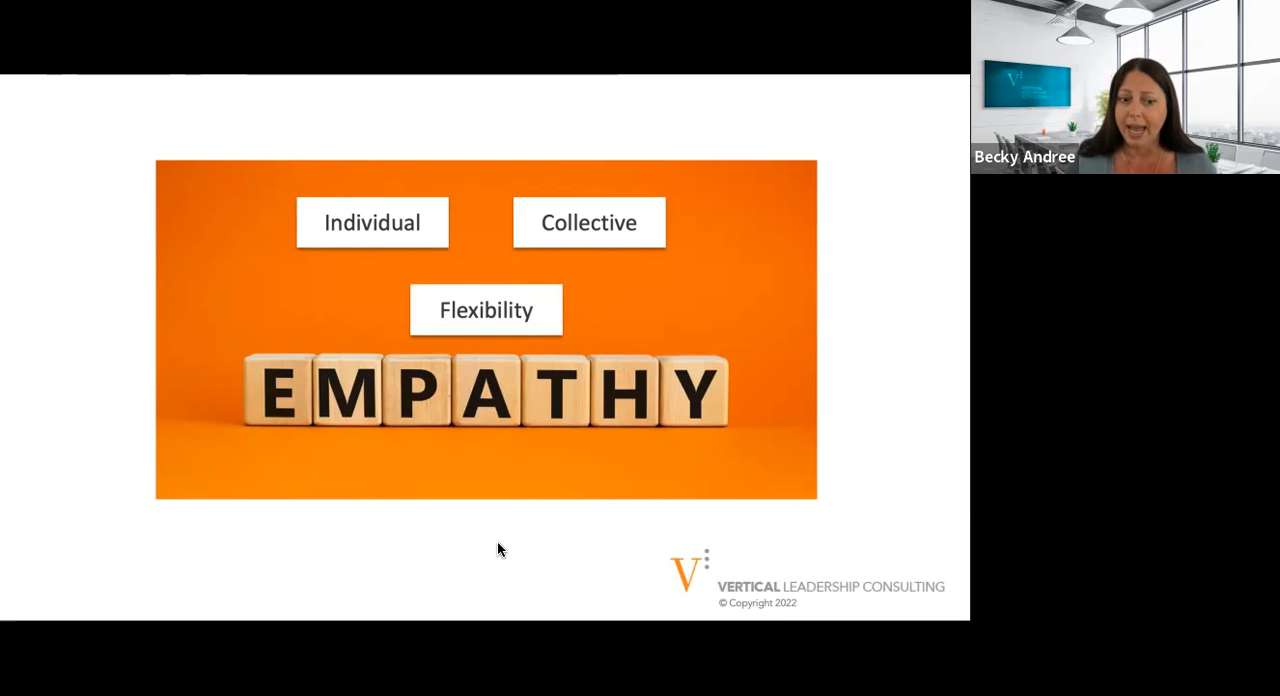 Individual
Collective
Flexibility
EMPATHY
VERTICAL LEADERSHIP CONSULTING
© Copyright 2022
Becky Andree